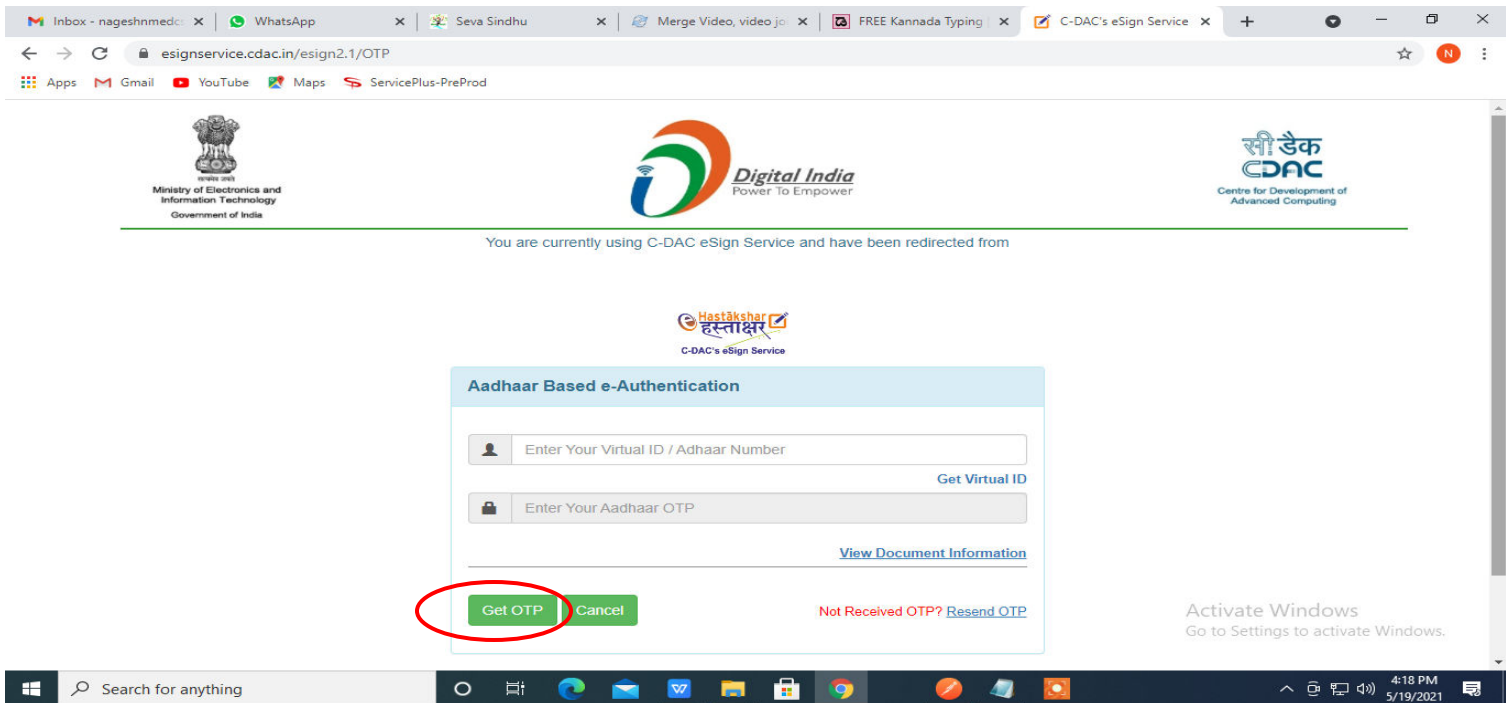 Inbox - nageshnmedcs
WhatsApp
Seva Sindhu
Merge Video, video joi
FREE Kannada Typing
C-DAC's eSign Service
esignservice.cdac.in/esign2.1/OTP
N
Apps
Gmail
YouTube
Maps
ServicePlus-PreProd
सत्यमेव जयते
Ministry of Electronics and
Information Technology
Government of India
Digital India
Power To Empower
सी डैक
CDAC
Centre for Development of
Advanced Computing
You are currently using C-DAC eSign Service and have been redirected from
e Hastākshar
हस्ताक्षर
C-DAC's eSign Service
Aadhaar Based e-Authentication
Enter Your Virtual ID / Adhaar Number
Get Virtual ID
Enter Your Aadhaar OTP
View Document Information
Get OTP
Cancel
Not Received OTP? Resend OTP
Activate Windows
Go to Settings to activate Windows.
Search for anything
4:18 PM
5/19/2021